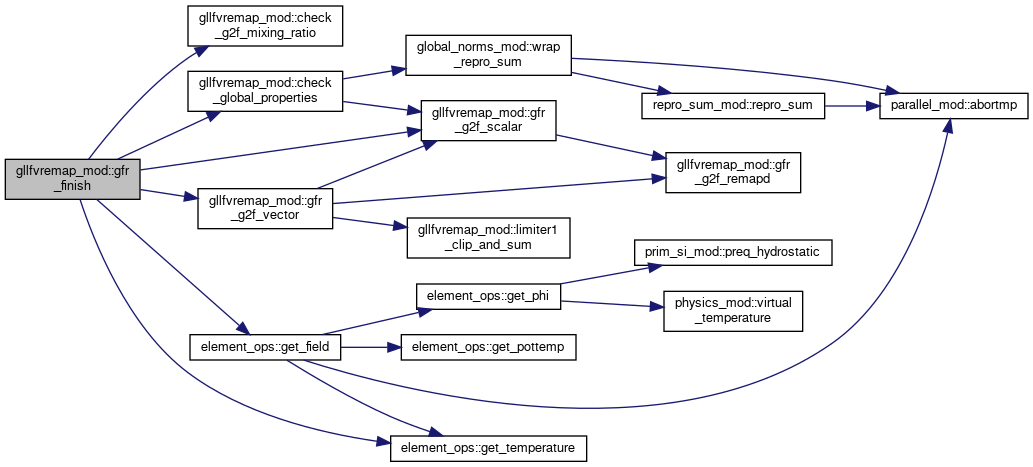 gllfvremap_mod::gfr
_finish
gllfvremap_mod::check
_g2f_mixing_ratio
gllfvremap_mod::check
_global_properties
gllfvremap_mod::gfr
_g2f_vector
element_ops::get_field
global_norms_mod::wrap
_repro_sum
gllfvremap_mod::gfr
_g2f_scalar
gllfvremap_mod::limiter1
_clip_and_sum
element_ops::get_phi
element_ops::get_pottemp
element_ops::get_temperature
repro_sum_mod::repro_sum
gllfvremap_mod::gfr
_g2f_remapd
prim_si_mod::preq_hydrostatic
physics_mod::virtual
_temperature
parallel_mod::abortmp